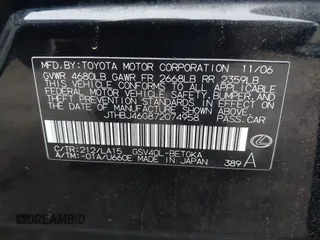 MFD.BY:TOYOTA MOTOR CORPORATION 11/06
GVWR 4680LB GAWR FR 2668LB RR 2359LB
THIS VEHICLE CONFORMS TO ALL APPLICABLE
FEDERAL MOTOR VEHICLE SAFETY, BUMPER, AND
THEFT PREVENTION STANDARDS IN EFFECT ON
THE DATE OF MANUFACTURE SHOWN ABOVE.
JTHBJ460872074958 PASS.CAR
C/TR:212/LA15 GSV40L-BETGKA
A/TM:-01A/U660E MADE IN JAPAN 389 A
AutoBidMaster